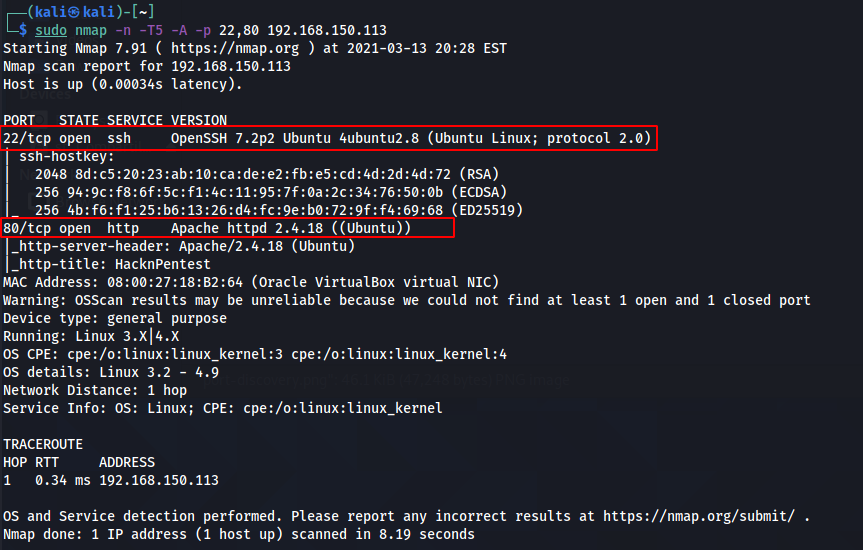 ┌──(kali㉿kali)-[~]
└─$ sudo nmap -n -T5 -A -p 22,80 192.168.150.113
Starting Nmap 7.91 ( https://nmap.org ) at 2021-03-13 20:28 EST
Nmap scan report for 192.168.150.113
Host is up (0.00034s latency).
PORT   STATE SERVICE VERSION
22/tcp open  ssh     OpenSSH 7.2p2 Ubuntu 4ubuntu2.8 (Ubuntu Linux; protocol 2.0)
| ssh-hostkey:
|   2048 8d:c5:20:23:ab:10:ca:de:e2:fb:e5:cd:4d:2d:4d:72 (RSA)
|   256 94:9c:f8:6f:5c:f1:4c:11:95:7f:0a:2c:34:76:50:0b (ECDSA)
|_  256 4b:f6:f1:25:b6:13:26:d4:fc:9e:b0:72:9f:f4:69:68 (ED25519)
80/tcp open  http    Apache httpd 2.4.18 ((Ubuntu))
|_http-server-header: Apache/2.4.18 (Ubuntu)
|_http-title: HacknPentest
MAC Address: 08:00:27:18:B2:64 (Oracle VirtualBox virtual NIC)
Warning: OSScan results may be unreliable because we could not find at least 1 open and 1 closed port
Device type: general purpose
Running: Linux 3.X|4.X
OS CPE: cpe:/o:linux:linux_kernel:3 cpe:/o:linux:linux_kernel:4
OS details: Linux 3.2 - 4.9
Network Distance: 1 hop
Service Info: OS: Linux; CPE: cpe:/o:linux:linux_kernel
TRACEROUTE
HOP RTT     ADDRESS
1   0.34 ms 192.168.150.113
OS and Service detection performed. Please report any incorrect results at https://nmap.org/submit/ .
Nmap done: 1 IP address (1 host up) scanned in 8.19 seconds